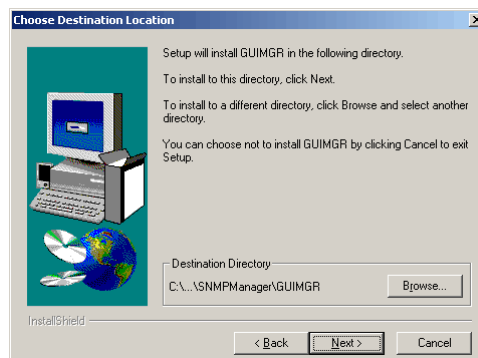 Choose Destination Location
Setup will install GUIMGR in the following directory.
To install to this directory, click Next.
To install to a different directory, click Browse and select another
directory.
You can choose not to install GUIMGR by clicking Cancel to exit
Setup.
Destination Directory
C:\...\SNMPManager\GUIMGR
Browse...
InstallShield
< Back
Next >
Cancel